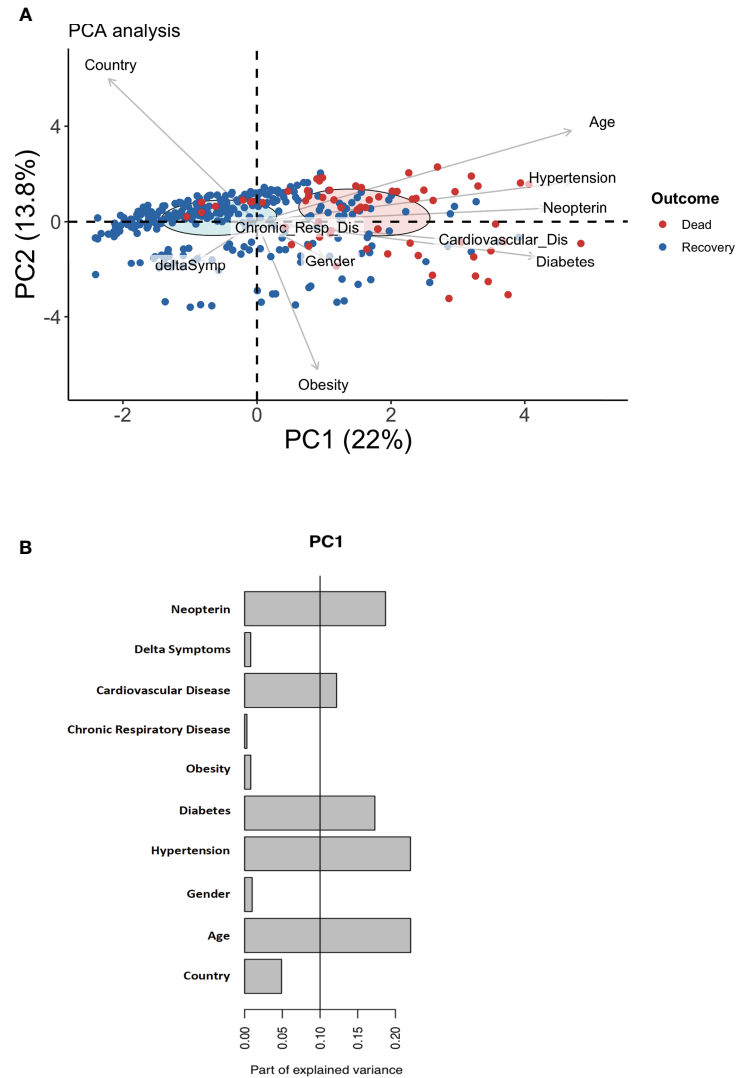 A
PCA analysis
Country
Age
Hypertension
Neopterin
Chronic_Resp_Dis
Cardiovascular_Dis
Diabetes
Gender
deltaSymp
Obesity
4
0
-4
PC2 (13.8%)
-2
0
2
4
PC1 (22%)
Outcome
Dead
Recovery
B
PC1
Neopterin
Delta Symptoms
Cardiovascular Disease
Chronic Respiratory Disease
Obesity
Diabetes
Hypertension
Gender
Age
Country
0.00
0.05
0.10
0.15
0.20
Part of explained variance